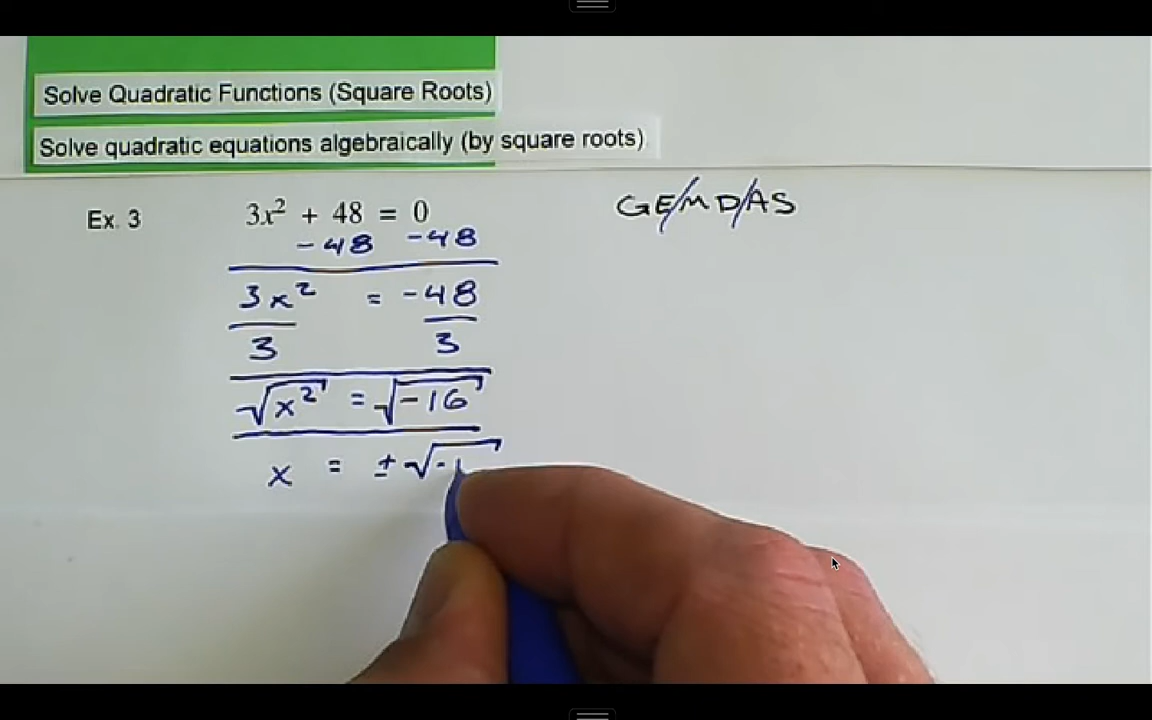 Solve Quadratic Functions (Square Roots)
Solve quadratic equations algebraically (by square roots)
Ex. 3
3x² + 48 = 0
GE/MD/AS
-48 -48
3x² = -48
3 3
√x² = √-16
x = ± √-1